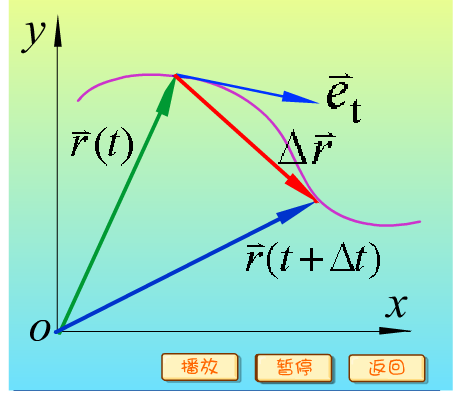 y
e⃗ₜ
r⃗(t)
Δr⃗
r⃗(t + Δt)
x
o
播放 暂停 返回